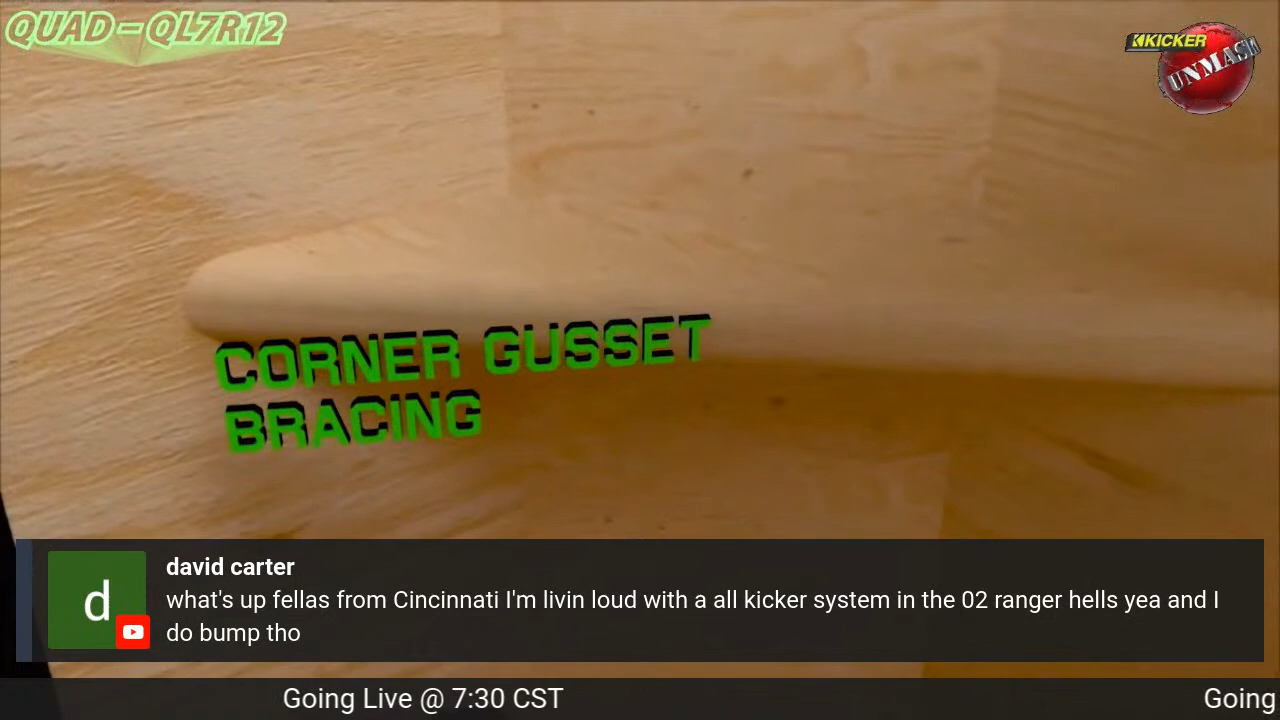 QUAD - QL7R12
KICKER
UNMASK
CORNER GUSSET
BRACING
d
david carter
what's up fellas from Cincinnati I'm livin loud with a all kicker system in the 02 ranger hells yea and I
do bump tho
Going Live @ 7:30 CST
Going